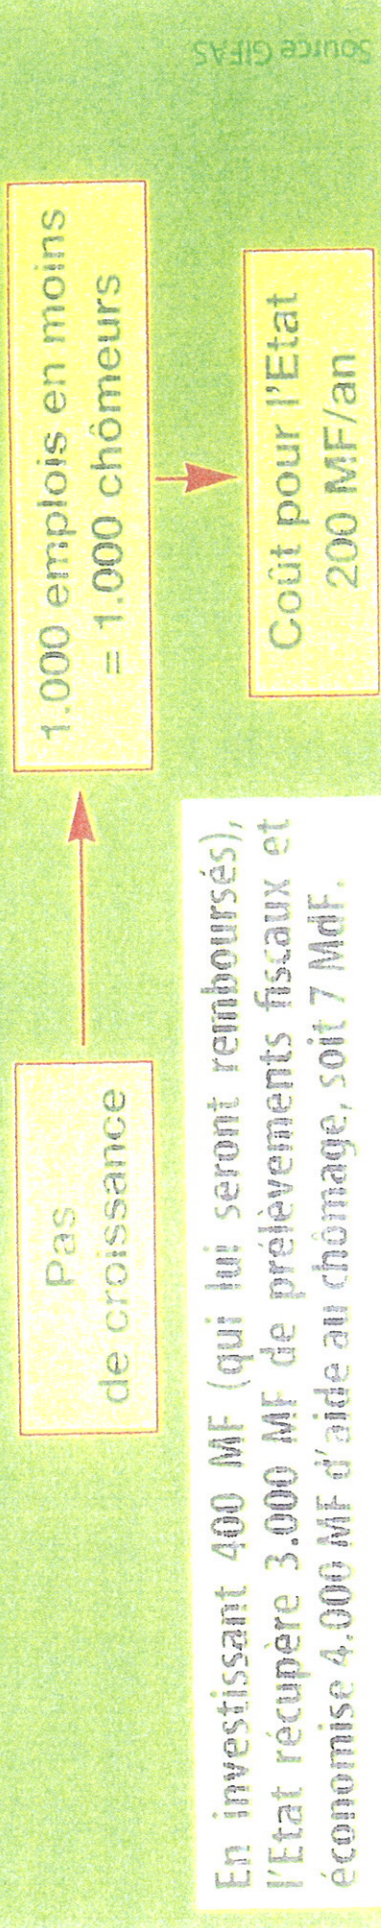 Pas
de croissance
1.000 emplois en moins
= 1.000 chômeurs
Coût pour l'Etat
200 MF/an
En investissant 400 MF (qui lui seront remboursés),
l'Etat récupère 3.000 MF de prélèvements fiscaux et
économise 4.000 MF d'aide au chômage, soit 7 MdF.
Source GIFAS